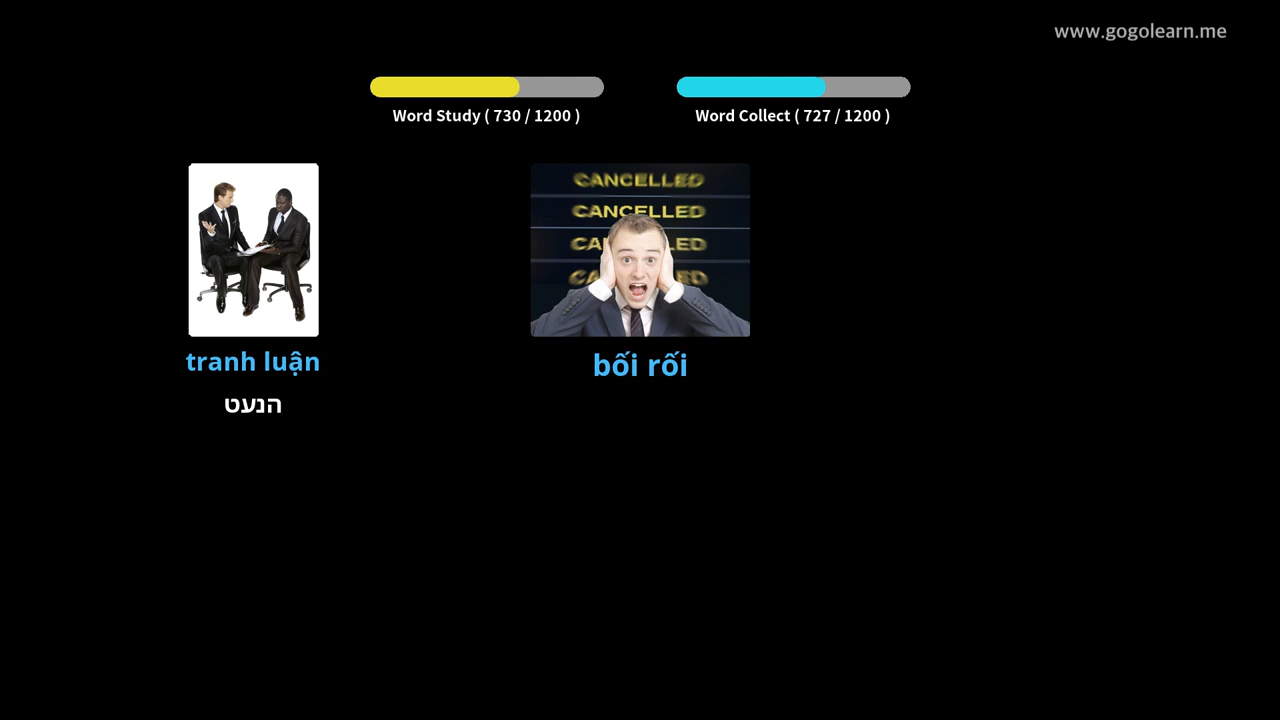 www.gogolearn.me
Word Study ( 730 / 1200 )
Word Collect ( 727 / 1200 )
CANCELLED
CANCELLED
tranh luận
הנעט
bối rối